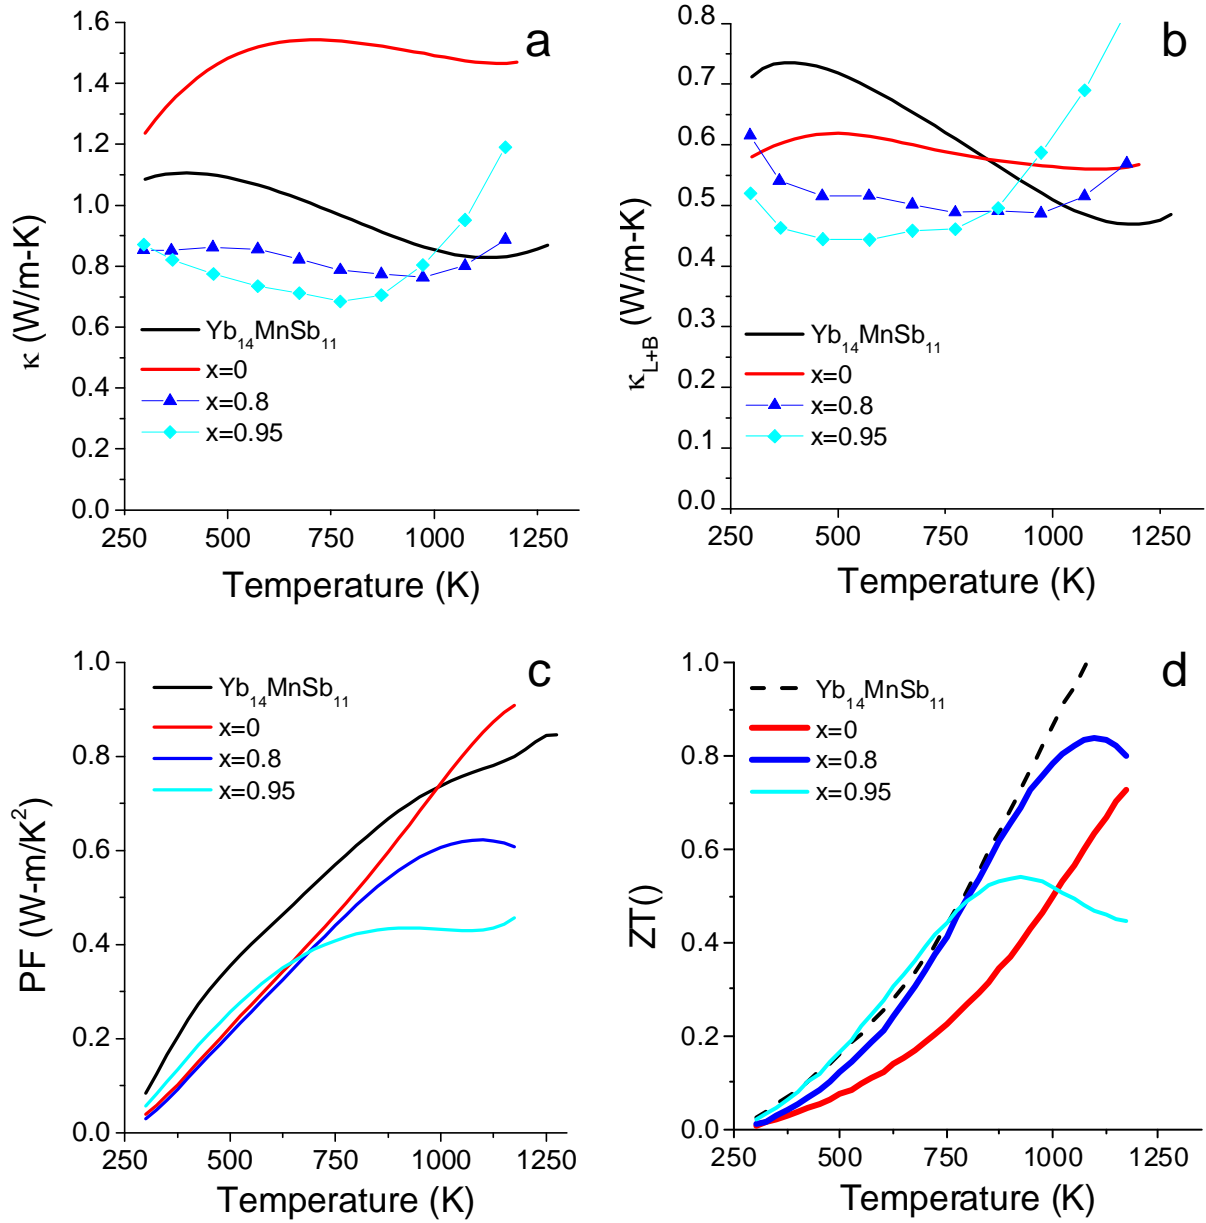 a
κ (W/m-K)
1.6
1.4
1.2
1.0
0.8
0.6
0.4
0.2
0.0
Yb14MnSb11
x=0
x=0.8
x=0.95
250 500 750 1000 1250
Temperature (K)
b
κL+B (W/m-K)
0.8
0.7
0.6
0.5
0.4
0.3
0.2
0.1
0.0
Yb14MnSb11
x=0
x=0.8
x=0.95
250 500 750 1000 1250
Temperature (K)
c
PF (W-m/K²)
1.0
0.8
0.6
0.4
0.2
0.0
Yb14MnSb11
x=0
x=0.8
x=0.95
250 500 750 1000 1250
Temperature (K)
d
ZT()
1.0
0.8
0.6
0.4
0.2
0.0
Yb14MnSb11
x=0
x=0.8
x=0.95
250 500 750 1000 1250
Temperature (K)